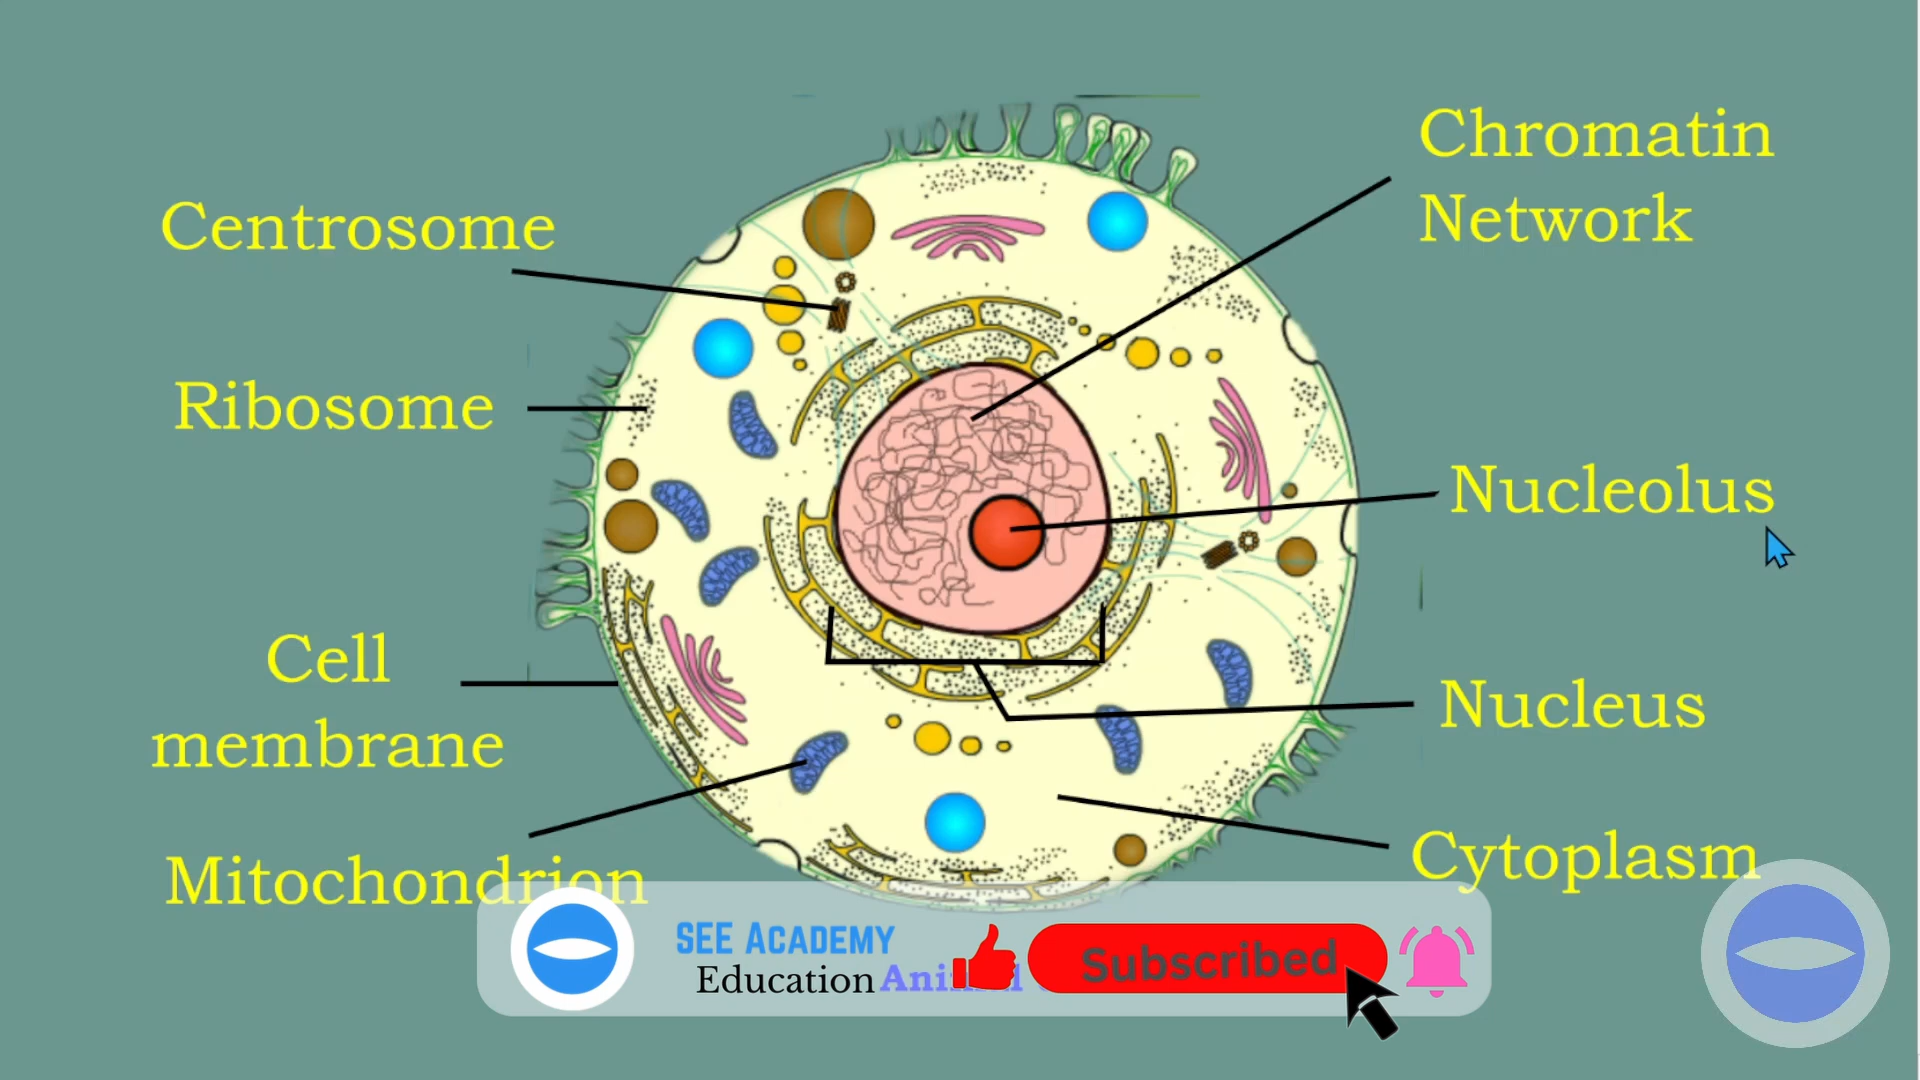 Chromatin
Network
Centrosome
Ribosome
Nucleolus
Cell
membrane
Nucleus
Mitochondrion
Cytoplasm
SEE ACADEMY
Education
Subscribed